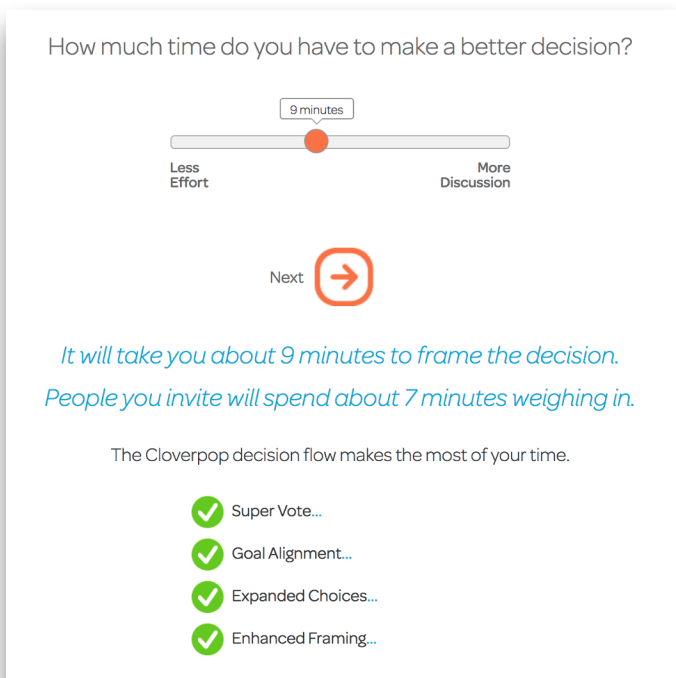 How much time do you have to make a better decision?
9 minutes
Less
Effort
More
Discussion
Next
It will take you about 9 minutes to frame the decision.
People you invite will spend about 7 minutes weighing in.
The Cloverpop decision flow makes the most of your time.
Super Vote...
Goal Alignment...
Expanded Choices...
Enhanced Framing...